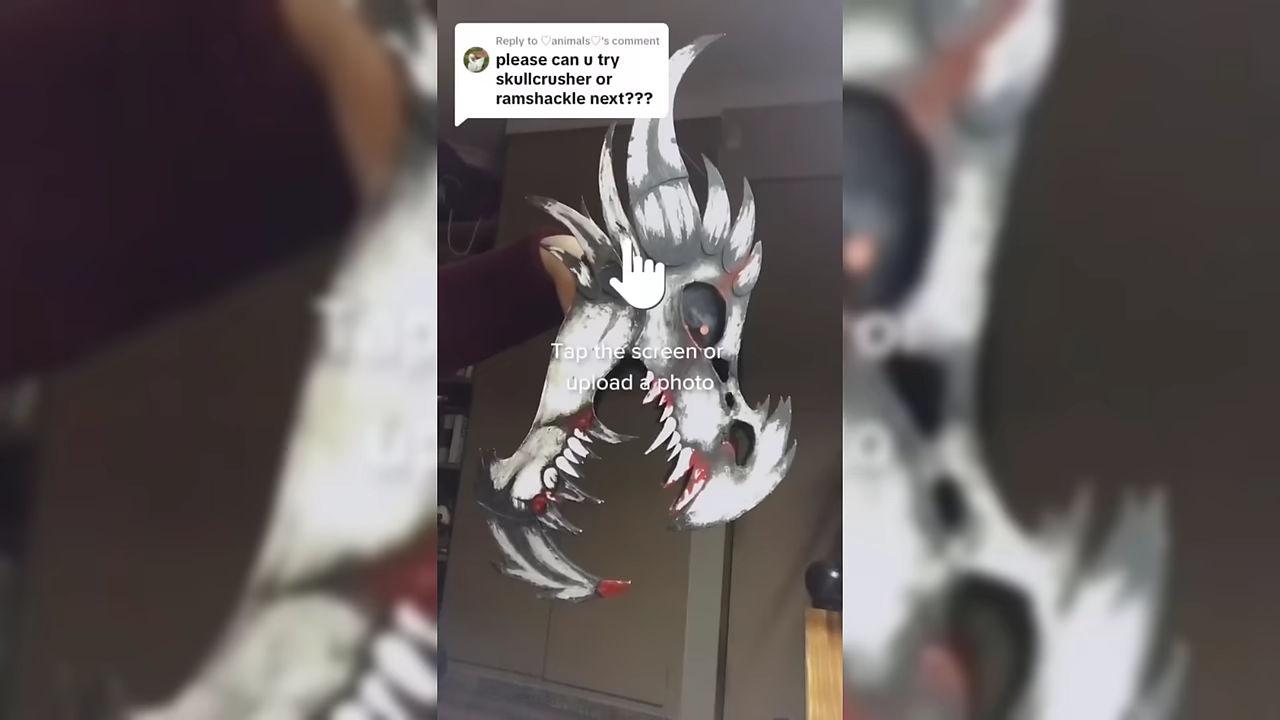 Reply to ♡animals♡'s comment
please can u try
skullcrusher or
ramshackle next???
Tap the screen or
upload a photo